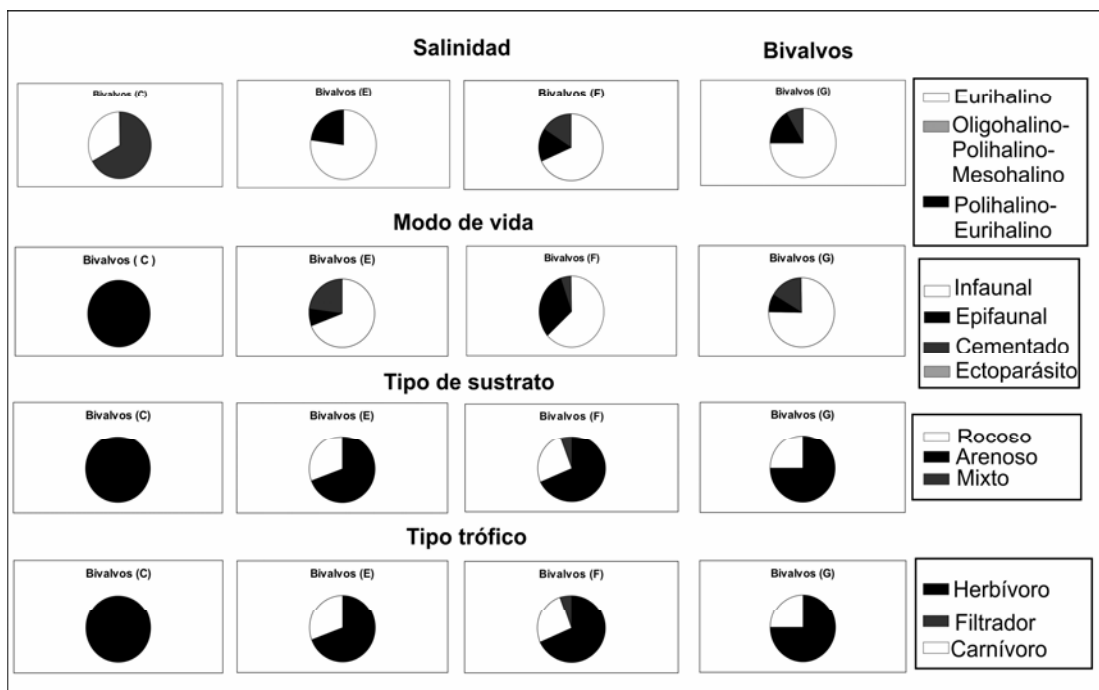 Salinidad
Bivalvos
Bivalvos (C)
Bivalvos (E)
Bivalvos (F)
Bivalvos (G)
Eurihalino
Oligohalino-
Polihalino-
Mesohalino
Polihalino-
Eurihalino
Modo de vida
Bivalvos ( C )
Bivalvos (E)
Bivalvos (F)
Bivalvos (G)
Infaunal
Epifaunal
Cementado
Ectoparásito
Tipo de sustrato
Bivalvos (C)
Bivalvos (E)
Bivalvos (F)
Bivalvos (G)
Rocoso
Arenoso
Mixto
Tipo trófico
Bivalvos (C)
Bivalvos (E)
Bivalvos (F)
Bivalvos (G)
Herbívoro
Filtrador
Carnívoro